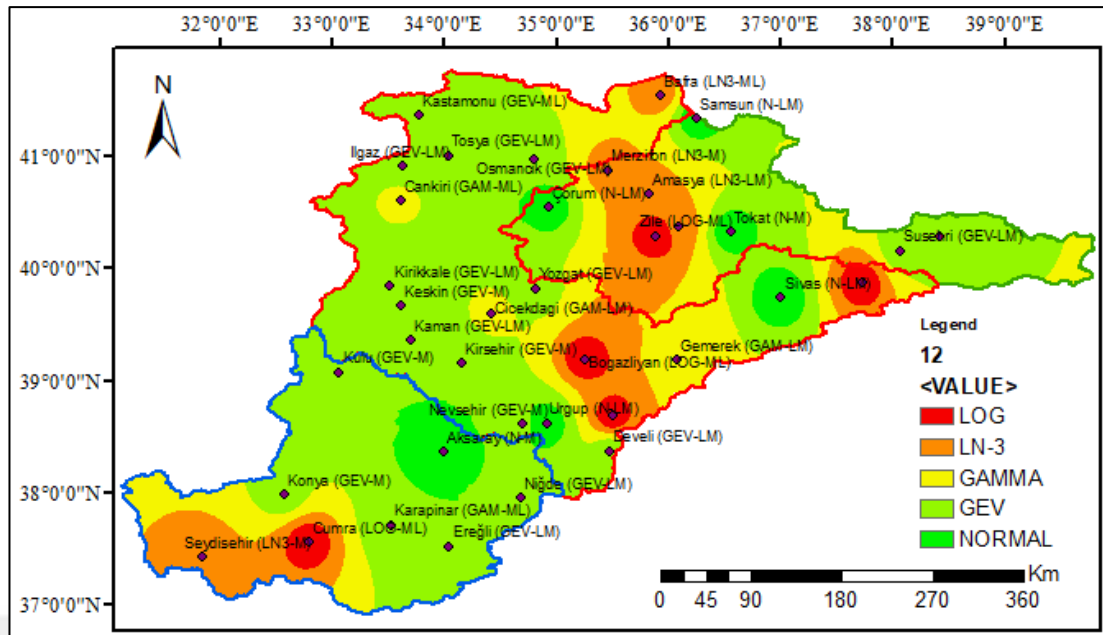 32°0'0"E 33°0'0"E 34°0'0"E 35°0'0"E 36°0'0"E 37°0'0"E 38°0'0"E 39°0'0"E
N
Bafra (LN3-ML)
Kastamonu (GEV-ML)
Samsun (N-LM)
41°0'0"N
Tosya (GEV-LM)
Ilgaz (GEV-LM)
Merzifon (LN3-M)
Osmancik (GEV-LM)
Amasya (LN3-LM)
Cankiri (GAM-ML)
Çorum (N-LM)
Zile (LOG-ML)
Tokat (N-M)
Susehri (GEV-LM)
40°0'0"N
Kirikkale (GEV-LM)
Yozgat (GEV-LM)
Sivas (N-LM)
Keskin (GEV-M)
Cicekdagi (GAM-LM)
Kaman (GEV-LM)
Legend
12
<VALUE>
Kulu (GEV-M)
Kirsehir (GEV-M)
Gemerek (GAM-LM)
Bogazliyan (LOG-ML)
39°0'0"N
LOG
LN-3
GAMMA
GEV
NORMAL
Nevsehir (GEV-M)
Urgup (N-LM)
Aksaray (N-M)
Develi (GEV-LM)
38°0'0"N
Konya (GEV-M)
Niğde (GEV-LM)
Karapinar (GAM-ML)
Cumra (LOG-ML)
Ereğli (GEV-LM)
Seydisehir (LN3-M)
37°0'0"N
Km
0 45 90 180 270 360